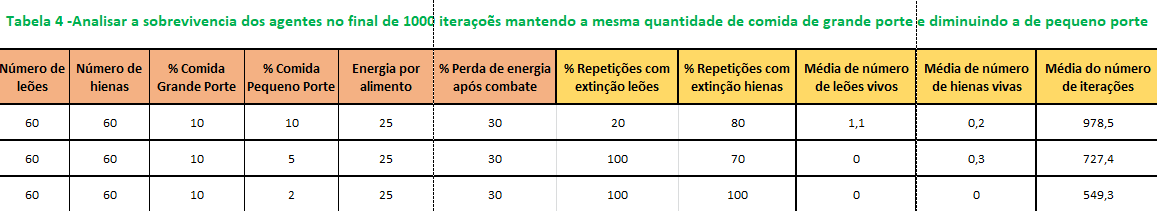 Tabela 4 -Analisar a sobrevivencia dos agentes no final de 1000 iteraçoẽs mantendo a mesma quantidade de comida de grande porte e diminuindo a de pequeno porte
Número de leões | Número de hienas | % Comida Grande Porte | % Comida Pequeno Porte | Energia por alimento | % Perda de energia após combate | % Repetições com extinção leões | % Repetições com extinção hienas | Média de número de leões vivos | Média de número de hienas vivas | Média do número de iterações
60 | 60 | 10 | 10 | 25 | 30 | 20 | 80 | 1,1 | 0,2 | 978,5
60 | 60 | 10 | 5 | 25 | 30 | 100 | 70 | 0 | 0,3 | 727,4
60 | 60 | 10 | 2 | 25 | 30 | 100 | 100 | 0 | 0 | 549,3